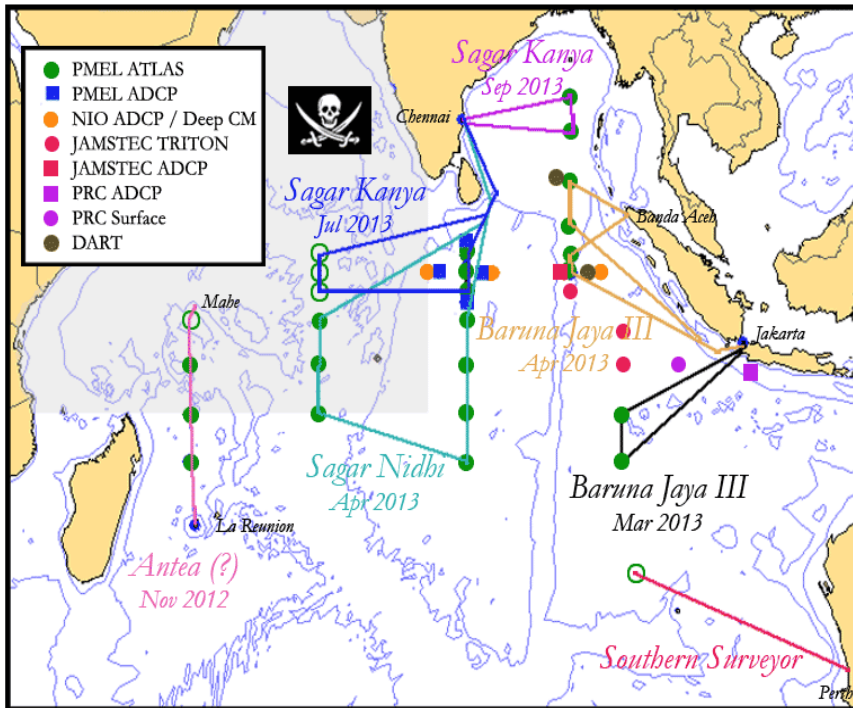 PMEL ATLAS
PMEL ADCP
NIO ADCP / Deep CM
JAMSTEC TRITON
JAMSTEC ADCP
PRC ADCP
PRC Surface
DART
Sagar Kanya
Sep 2013
Chennai
Sagar Kanya
Jul 2013
Banda Aceh
Mahe
Baruna Jaya III
Apr 2013
Jakarta
Sagar Nidhi
Apr 2013
Baruna Jaya III
Mar 2013
La Reunion
Antea (?)
Nov 2012
Southern Surveyor
Perth